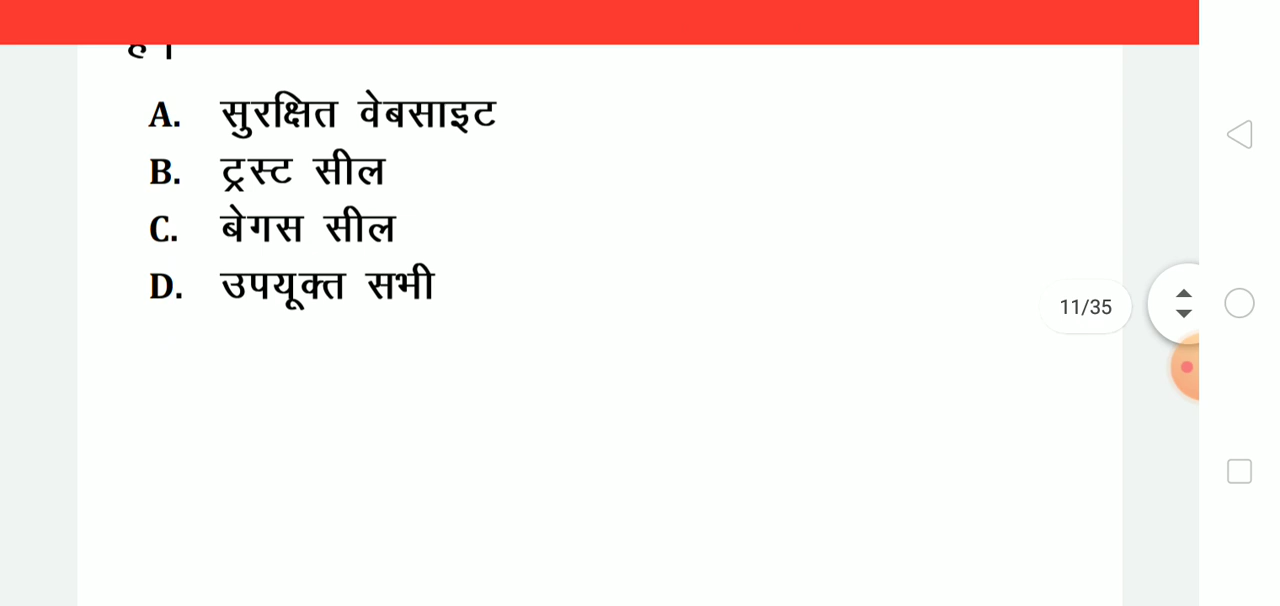 है।
A. सुरक्षित वेबसाइट
B. ट्रस्ट सील
C. बेगस सील
D. उपयूक्त सभी
11/35